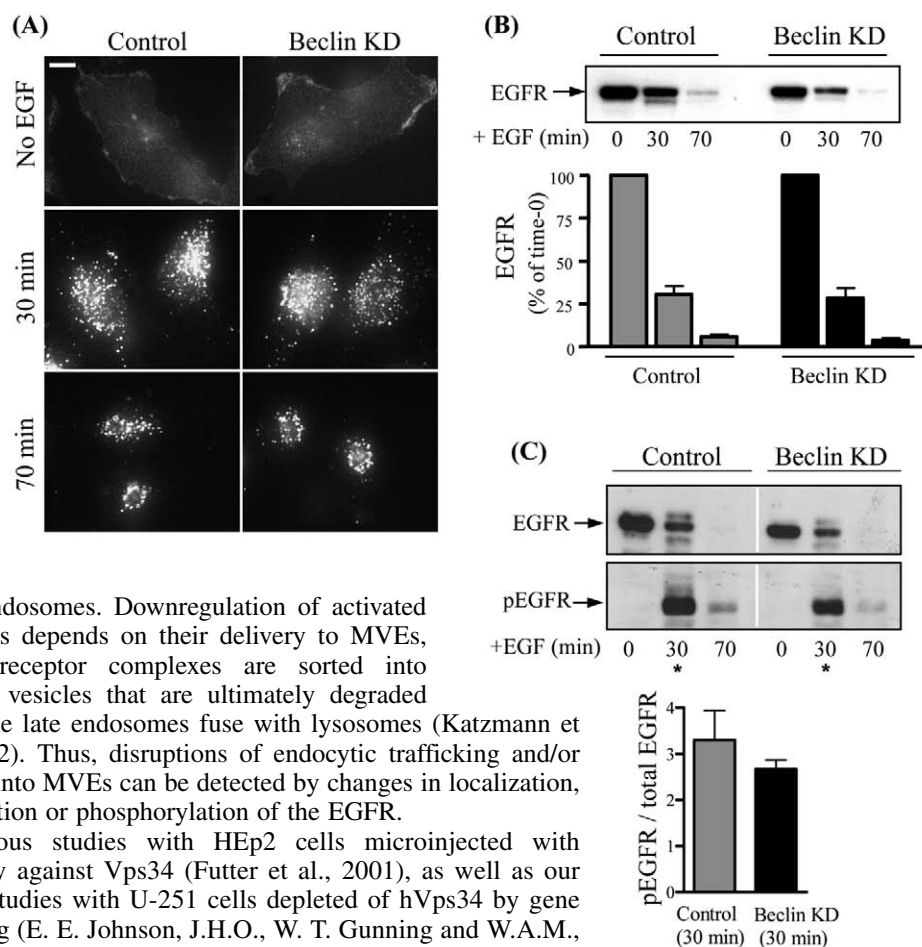 (A)
Control Beclin KD
No EGF
30 min
70 min
(B)
Control Beclin KD
EGFR
+ EGF (min) 0 30 70 0 30 70
EGFR
(% of time-0)
100
75
50
25
0
Control Beclin KD
(C)
Control Beclin KD
EGFR
pEGFR
+EGF (min) 0 30 70 0 30 70
* *
pEGFR / total EGFR
4
3
2
1
0
Control Beclin KD
(30 min) (30 min)
ndosomes. Downregulation of activated
s depends on their delivery to MVEs,
receptor complexes are sorted into
vesicles that are ultimately degraded
e late endosomes fuse with lysosomes (Katzmann et
2). Thus, disruptions of endocytic trafficking and/or
into MVEs can be detected by changes in localization,
tion or phosphorylation of the EGFR.
ous studies with HEp2 cells microinjected with
y against Vps34 (Futter et al., 2001), as well as our
tudies with U-251 cells depleted of hVps34 by gene
g (E. E. Johnson, J.H.O., W. T. Gunning and W.A.M.,